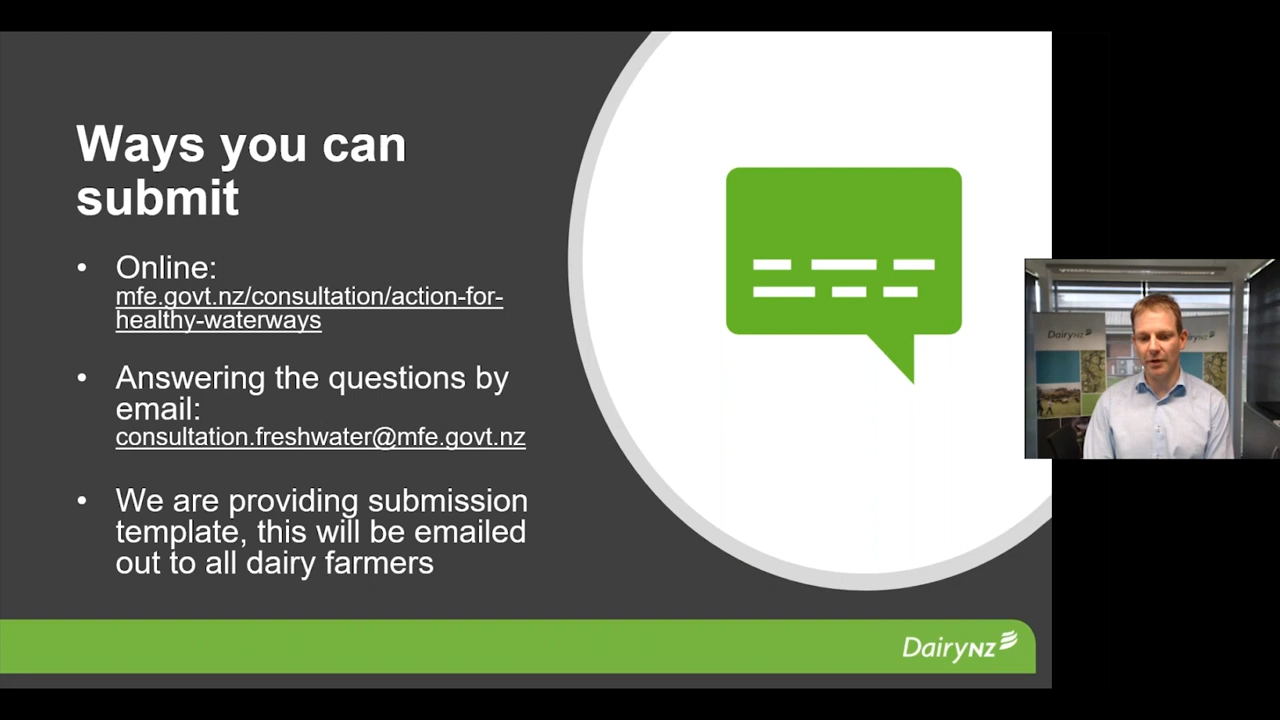 Ways you can
submit
• Online:
mfe.govt.nz/consultation/action-for-
healthy-waterways
• Answering the questions by
email:
consultation.freshwater@mfe.govt.nz
• We are providing submission
template, this will be emailed
out to all dairy farmers
DairyNZ
DairyNZ